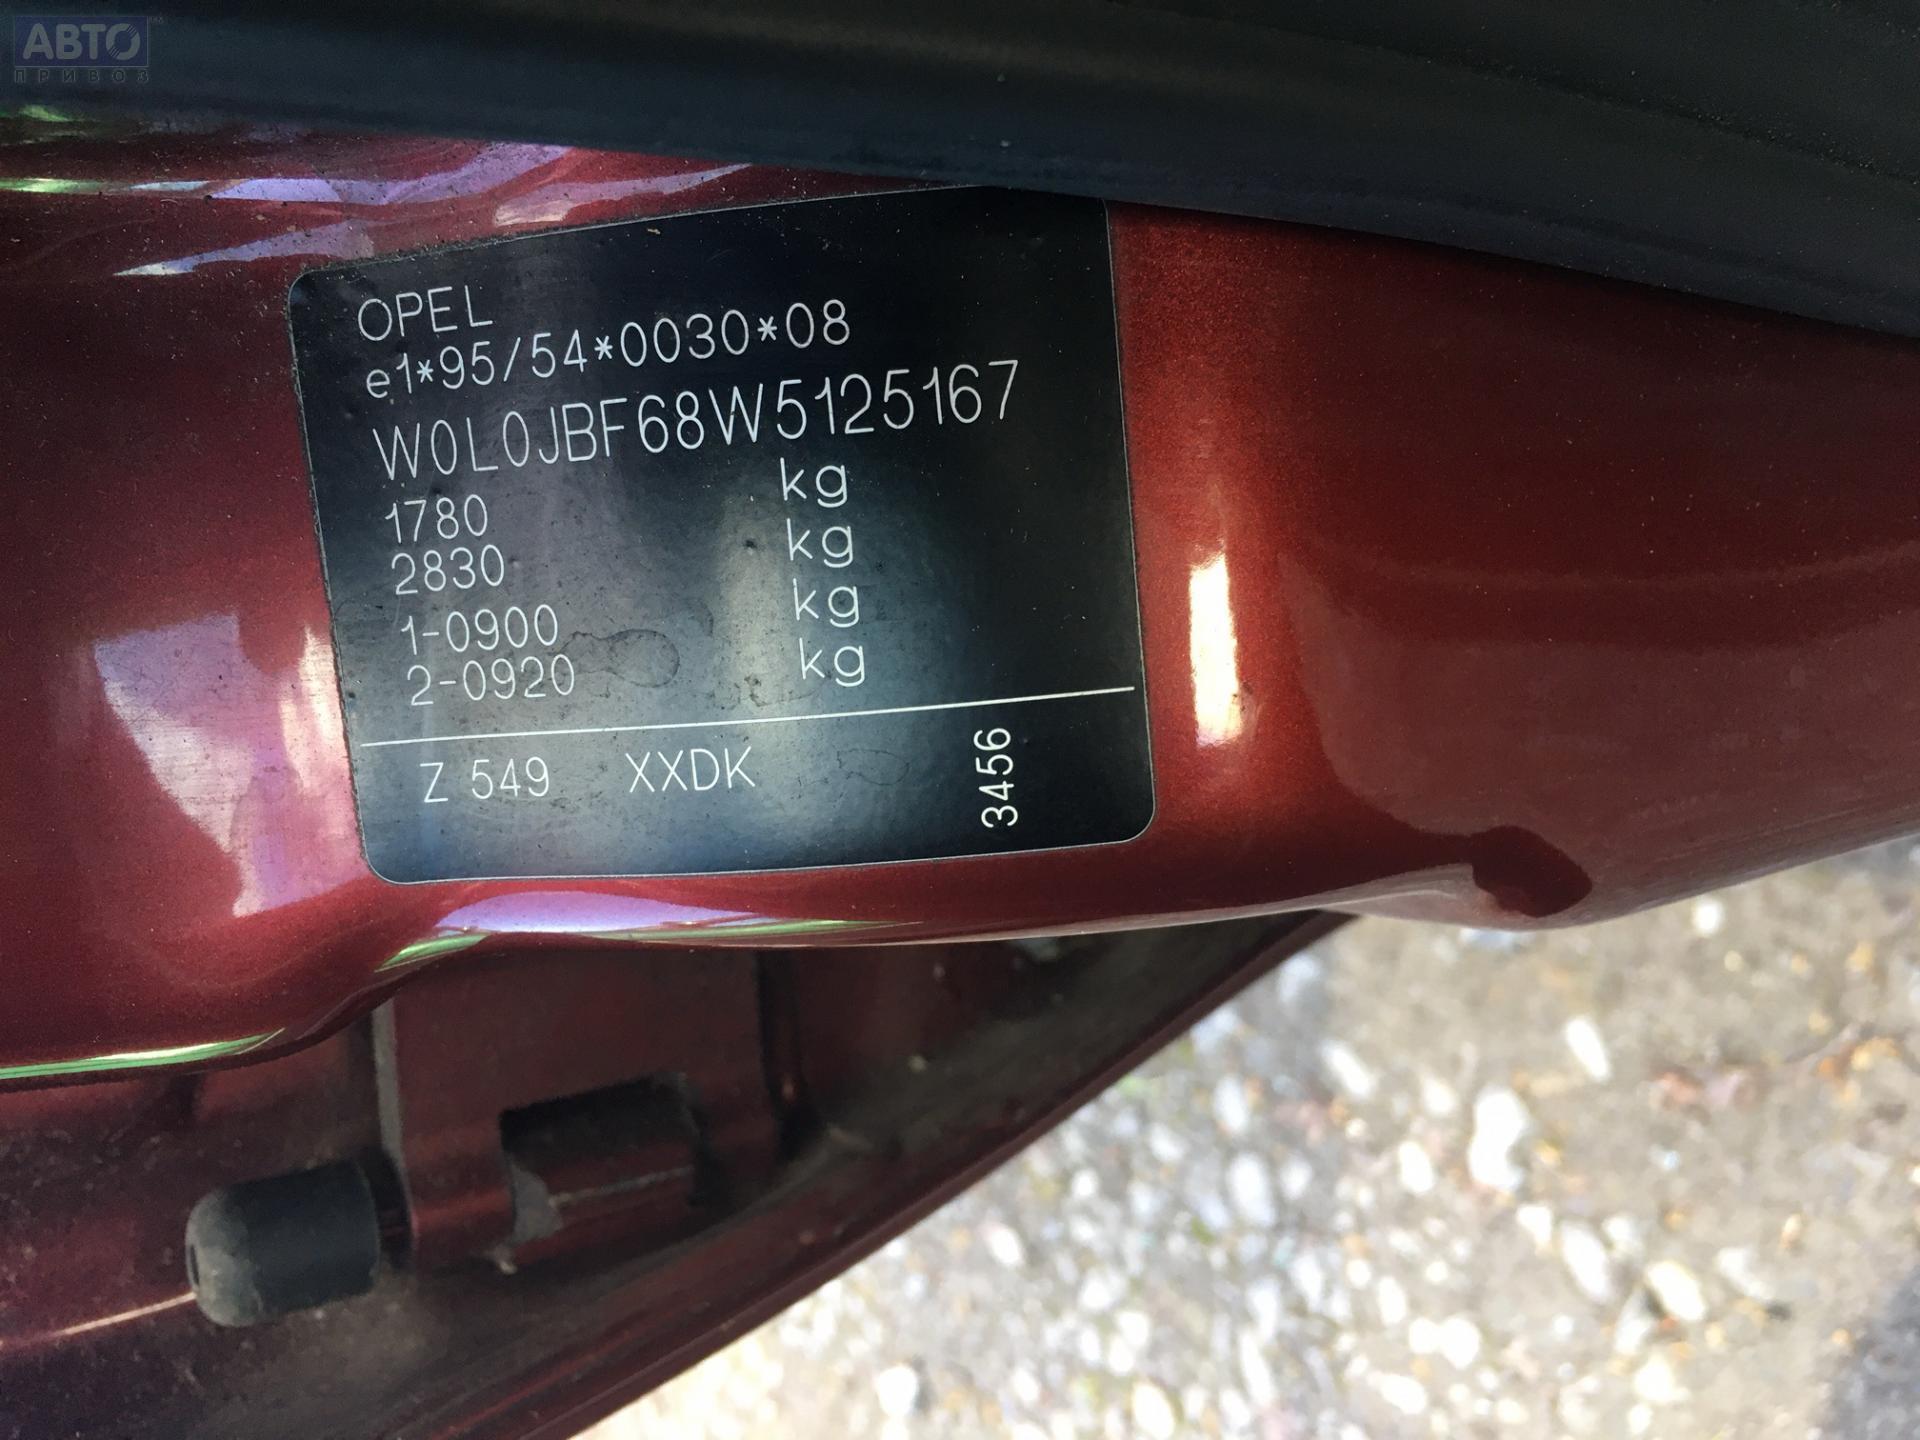 АВТО
ПРИВОЗ
OPEL
e1*95/54*0030*08
W0L0JBF68W5125167
1780 kg
2830 kg
1-0900 kg
2-0920 kg
Z 549 XXDK 3456